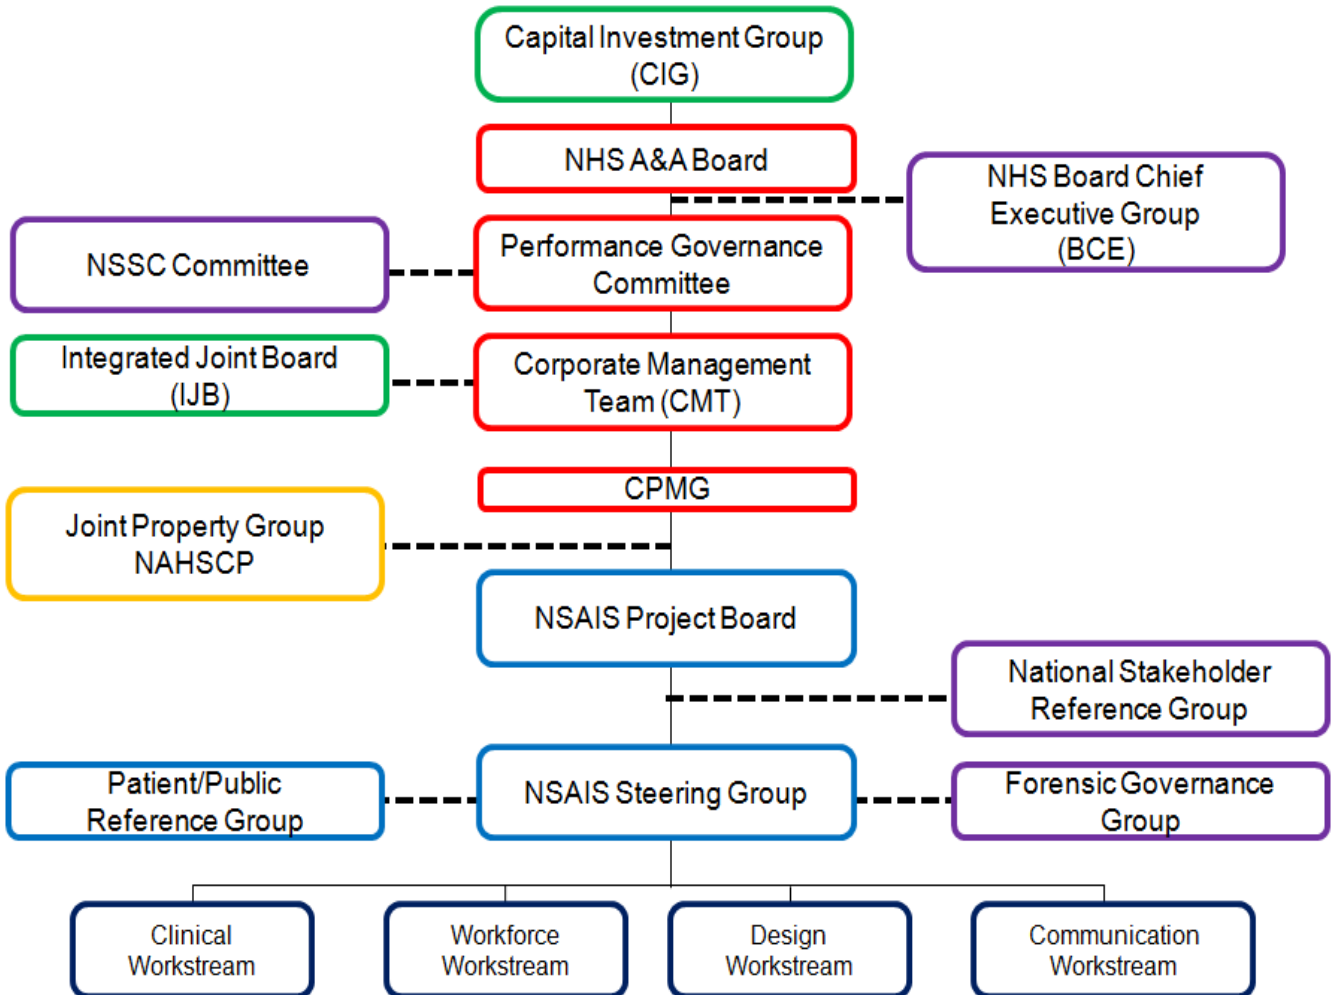 Capital Investment Group
(CIG)
NHS A&A Board
NHS Board Chief
Executive Group
(BCE)
NSSC Committee
Performance Governance
Committee
Integrated Joint Board
(IJB)
Corporate Management
Team (CMT)
CPMG
Joint Property Group
NAHSCP
NSAIS Project Board
National Stakeholder
Reference Group
Patient/Public
Reference Group
NSAIS Steering Group
Forensic Governance
Group
Clinical
Workstream
Workforce
Workstream
Design
Workstream
Communication
Workstream